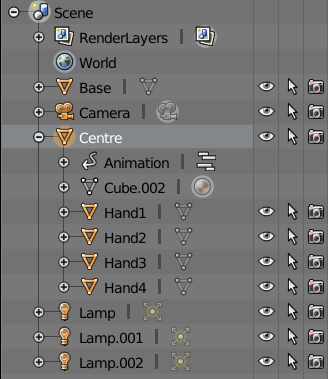 Scene
RenderLayers
World
Base
Camera
Centre
Animation
Cube.002
Hand1
Hand2
Hand3
Hand4
Lamp
Lamp.001
Lamp.002